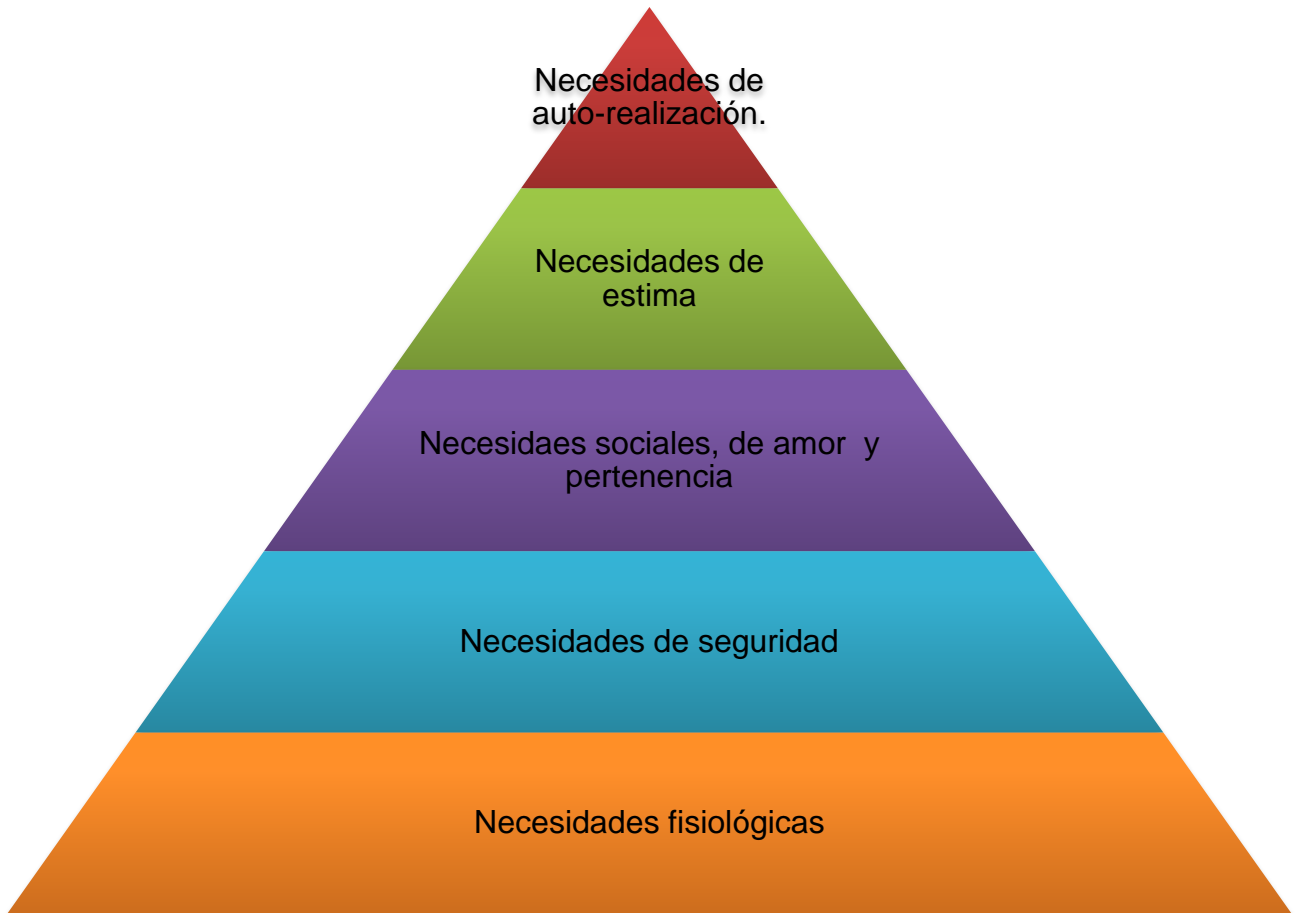 Necesidades de
auto-realización.
Necesidades de
estima
Necesidaes sociales, de amor  y
pertenencia
Necesidades de seguridad
Necesidades fisiológicas